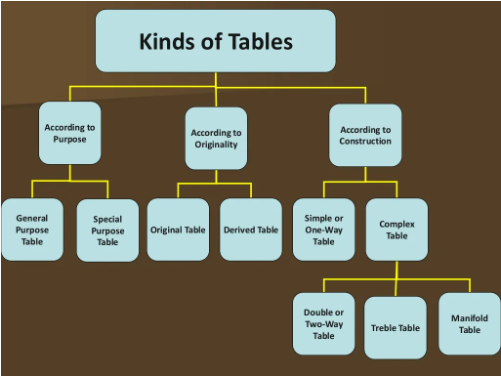 Kinds of Tables
According to
Purpose
According to
Originality
According to
Construction
General
Purpose
Table
Special
Purpose
Table
Original Table
Derived Table
Simple or
One-Way
Table
Complex
Table
Double or
Two-Way
Table
Treble Table
Manifold
Table